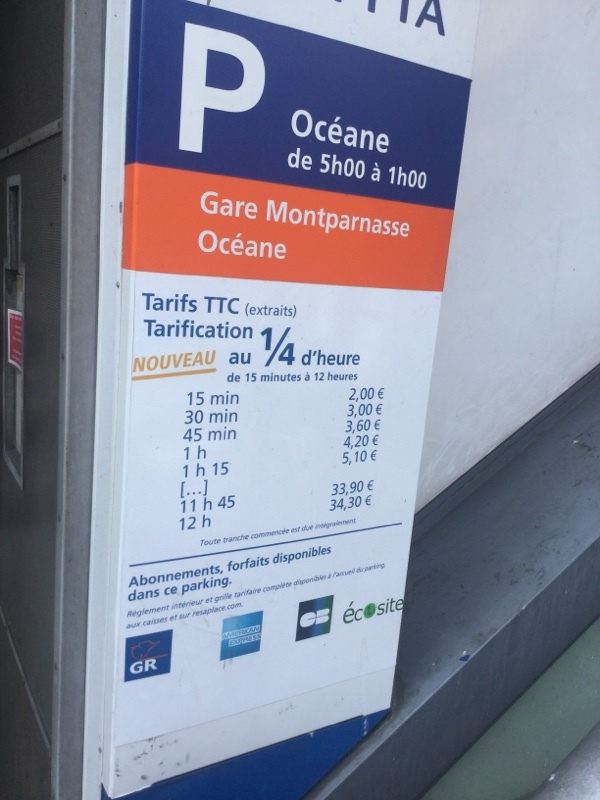 TIA
P
Océane
de 5h00 à 1h00
Gare Montparnasse
Océane
Tarifs TTC (extraits)
Tarification
NOUVEAU au 1/4 d'heure
de 15 minutes à 12 heures
15 min 2,00 €
30 min 3,00 €
45 min 3,60 €
1 h 4,20 €
1 h 15 5,10 €
[...]
11 h 45 33,90 €
12 h 34,30 €
Toute tranche commencée est due intégralement.
Abonnements, forfaits disponibles
dans ce parking.
Règlement intérieur et grille tarifaire complète disponibles à l'accueil du parking,
aux caisses et sur resaplace.com.
GR
AMERICAN
EXPRESS
CB
écosite